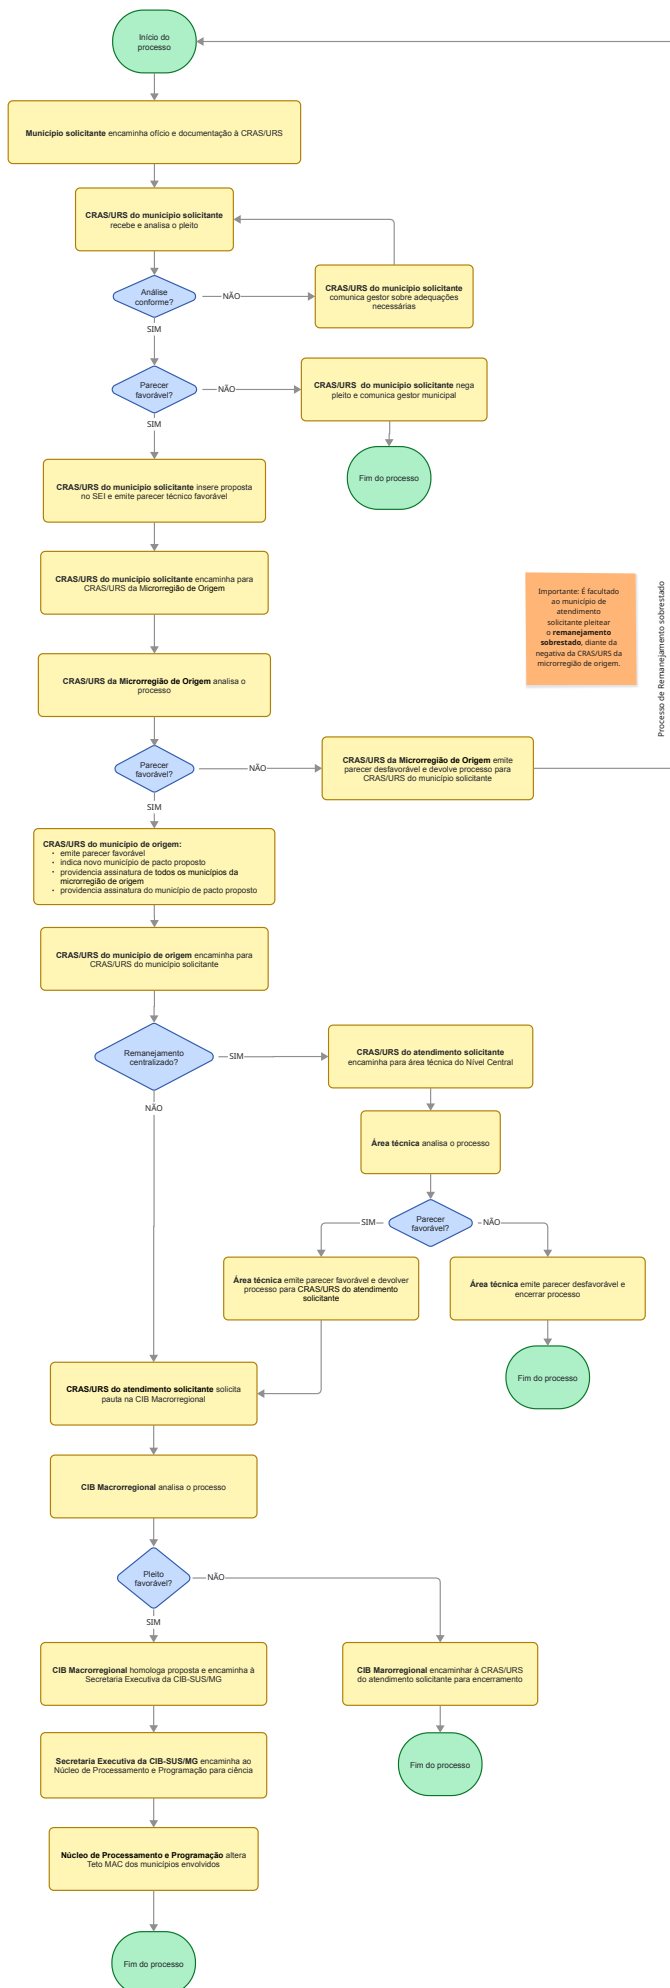 Início do
processo
Município solicitante encaminha ofício e documentação à CRAS/URS
CRAS/URS do município solicitante
recebe e analisa o pleito
Análise
conforme?
NÃO
CRAS/URS do município solicitante
comunica gestor sobre adequações
necessárias
SIM
Parecer
favorável?
NÃO
CRAS/URS do município solicitante nega
pleito e comunica gestor municipal
SIM
Fim do processo
CRAS/URS do município solicitante insere proposta
no SEI e emite parecer técnico favorável
CRAS/URS do município solicitante encaminha para
CRAS/URS da Microrregião de Origem
Importante: É facultado
ao município de
atendimento
solicitante pleitear
o remanejamento
sobrestado, diante da
negativa da CRAS/URS da
microrregião de origem.
Processo de Remanejamento sobrestado
CRAS/URS da Microrregião de Origem analisa o
processo
Parecer
favorável?
NÃO
CRAS/URS da Microrregião de Origem emite
parecer desfavorável e devolve processo para
CRAS/URS do município solicitante
SIM
CRAS/URS do município de origem:
• emite parecer favorável
• indica novo município de pacto proposto
• providencia assinatura de todos os municípios da
microrregião de origem
• providencia assinatura do município de pacto proposto
CRAS/URS do município de origem encaminha para
CRAS/URS do município solicitante
Remanejamento
centralizado?
SIM
CRAS/URS do atendimento solicitante
encaminha para área técnica do Nível Central
NÃO
Área técnica analisa o processo
Parecer
favorável?
SIM
NÃO
Área técnica emite parecer favorável e devolver
processo para CRAS/URS do atendimento
solicitante
Área técnica emite parecer desfavorável e
encerrar processo
Fim do processo
CRAS/URS do atendimento solicitante solicita
pauta na CIB Macrorregional
CIB Macrorregional analisa o processo
Pleito
favorável?
NÃO
SIM
CIB Macrorregional homologa proposta e encaminha à
Secretaria Executiva da CIB-SUS/MG
CIB Marorregional encaminhar à CRAS/URS
do atendimento solicitante para encerramento
Secretaria Executiva da CIB-SUS/MG encaminha ao
Núcleo de Processamento e Programação para ciência
Fim do processo
Núcleo de Processamento e Programação altera
Teto MAC dos municípios envolvidos
Fim do processo